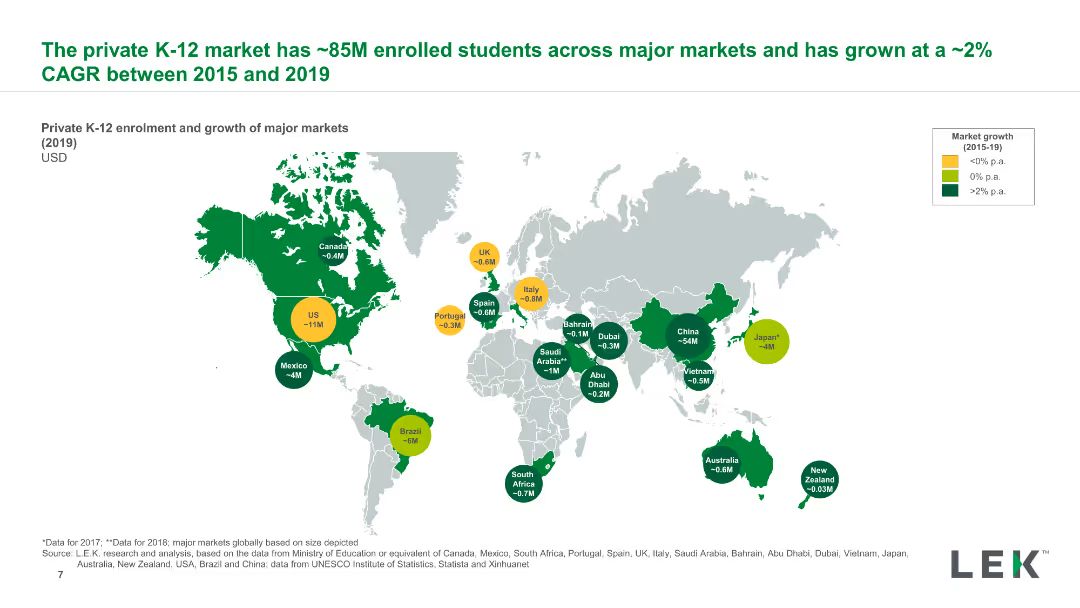 The private K-12 market has ~85M enrolled students across major markets and has grown at a ~2%
CAGR between 2015 and 2019
Private K-12 enrolment and growth of major markets
(2019)
USD
Market growth
(2015-19)
<0% p.a.
0% p.a.
>2% p.a.
Canada
~0.4M
UK
~0.6M
Italy
~0.8M
Spain
~0.6M
Portugal
~0.3M
US
~11M
Bahrain
~0.1M
Dubai
~0.3M
China
~54M
Japan*
~4M
Saudi
Arabia**
~1M
Mexico
~4M
Abu
Dhabi
~0.2M
Vietnam
~0.5M
Brazil
~6M
Australia
~0.6M
South
Africa
~0.7M
New
Zealand
~0.03M
*Data for 2017; **Data for 2018; major markets globally based on size depicted
Source: L.E.K. research and analysis, based on the data from Ministry of Education or equivalent of Canada, Mexico, South Africa, Portugal, Spain, UK, Italy, Saudi Arabia, Bahrain, Abu Dhabi, Dubai, Vietnam, Japan,
Australia, New Zealand, USA, Brazil and China; data from UNESCO Institute of Statistics, Statista and Xinhuanet
7
LEK™